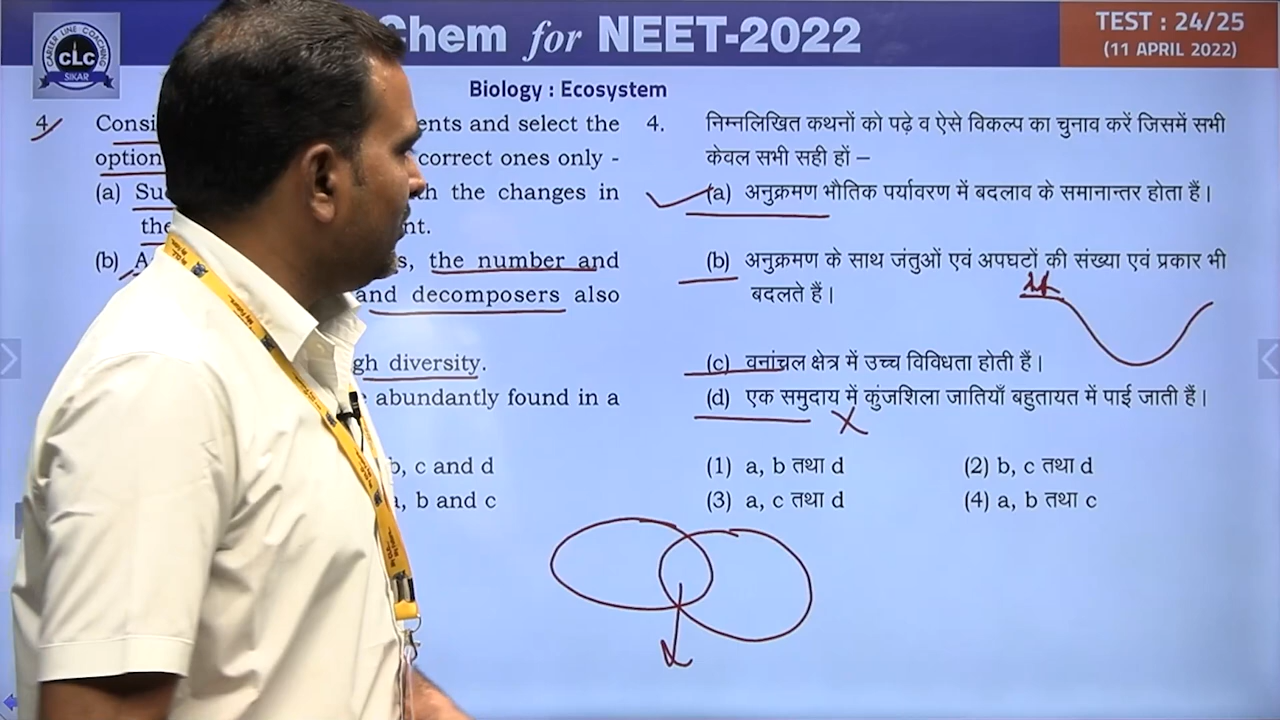 Chem for NEET-2022
TEST : 24/25
(11 APRIL 2022)
CAREER LINE COACHING
CLC
SIKAR
Biology : Ecosystem
4.
ents and select the
option correct ones only -
(a) h the changes in
the nt.
(b) s, the number and
and decomposers also
gh diversity.
abundantly found in a
b, c and d
a, b and c
4. निम्नलिखित कथनों को पढ़े व ऐसे विकल्प का चुनाव करें जिसमें सभी
केवल सभी सही हों –
(a) अनुक्रमण भौतिक पर्यावरण में बदलाव के समानान्तर होता हैं।
(b) अनुक्रमण के साथ जंतुओं एवं अपघटों की संख्या एवं प्रकार भी
बदलते हैं।
(c) वनांचल क्षेत्र में उच्च विविधता होती हैं।
(d) एक समुदाय में कुंजशिला जातियाँ बहुतायत में पाई जाती हैं।
(1) a, b तथा d (2) b, c तथा d
(3) a, c तथा d (4) a, b तथा c